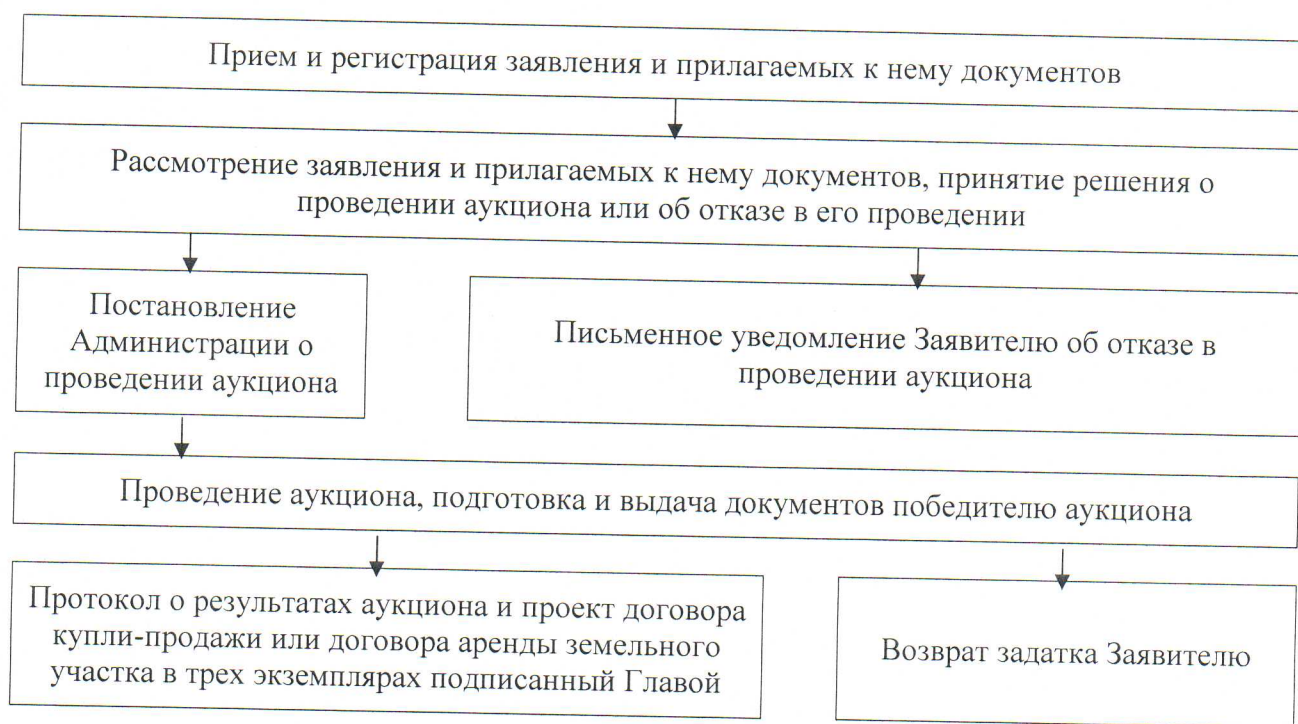 Прием и регистрация заявления и прилагаемых к нему документов
Рассмотрение заявления и прилагаемых к нему документов, принятие решения о
проведении аукциона или об отказе в его проведении
Постановление
Администрации о
проведении аукциона
Письменное уведомление Заявителю об отказе в
проведении аукциона
Проведение аукциона, подготовка и выдача документов победителю аукциона
Протокол о результатах аукциона и проект договора
купли-продажи или договора аренды земельного
участка в трех экземплярах подписанный Главой
Возврат задатка Заявителю